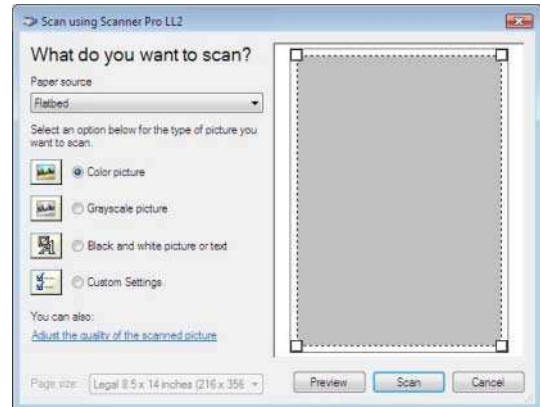 Scan using Scanner Pro LL2
What do you want to scan?
Paper source
Flatbed
Select an option below for the type of picture you
want to scan.
Color picture
Grayscale picture
Black and white picture or text
Custom Settings
You can also:
Adjust the quality of the scanned picture
Page size: Legal 8.5 x 14 inches (216 x 356
Preview
Scan
Cancel